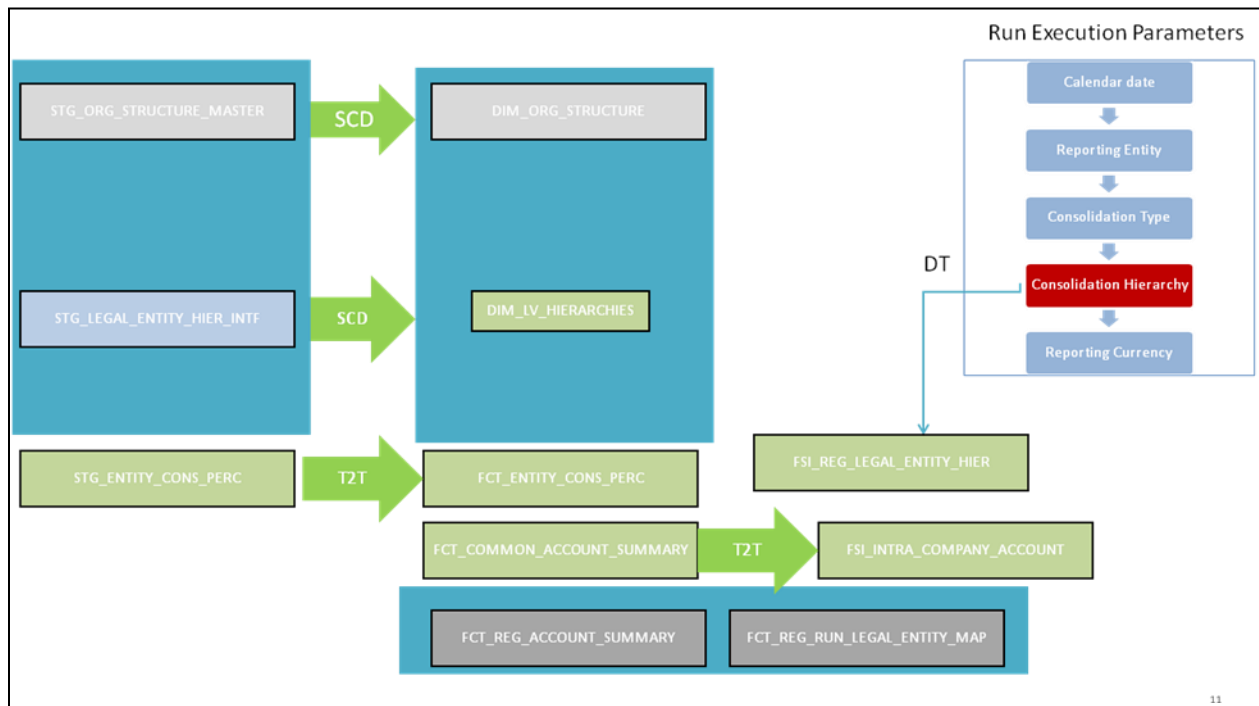 Run Execution Parameters
STG_ORG_STRUCTURE_MASTER
SCD
DIM_ORG_STRUCTURE
Calendar date
Reporting Entity
Consolidation Type
DT
Consolidation Hierarchy
STG_LEGAL_ENTITY_HIER_INTF
SCD
DIM_LV_HIERARCHIES
Reporting Currency
STG_ENTITY_CONS_PERC
T2T
FCT_ENTITY_CONS_PERC
FSI_REG_LEGAL_ENTITY_HIER
FCT_COMMON_ACCOUNT_SUMMARY
T2T
FSI_INTRA_COMPANY_ACCOUNT
FCT_REG_ACCOUNT_SUMMARY
FCT_REG_RUN_LEGAL_ENTITY_MAP
11